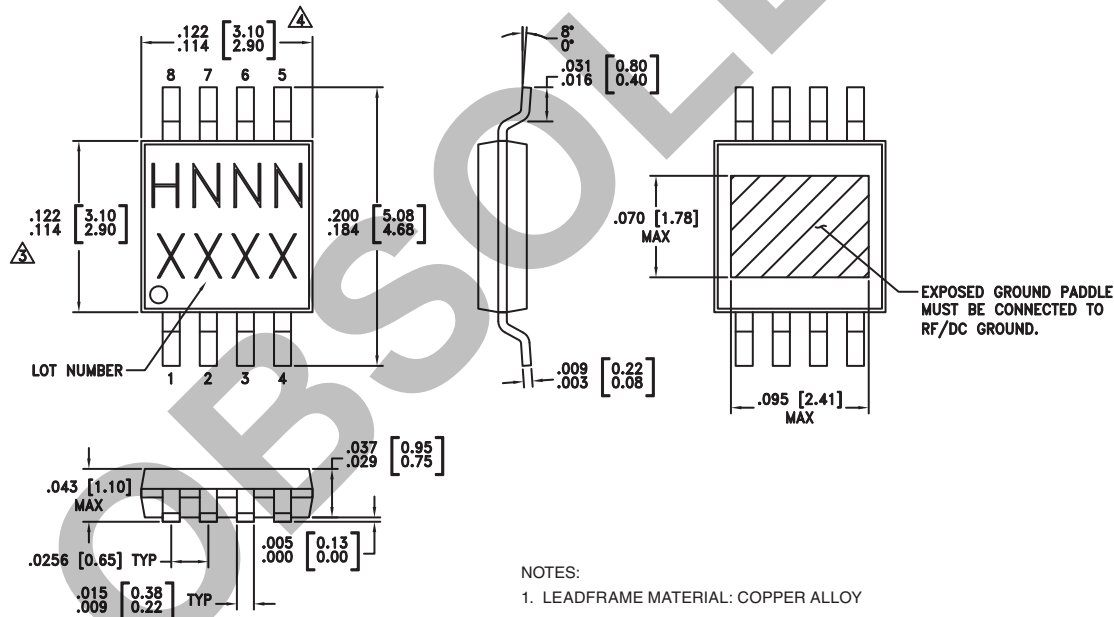 .122 [3.10]
.114 [2.90]
4
8 7 6 5
HNNN
XXXX
.122 [3.10]
.114 [2.90]
3
.200 [5.08]
.184 [4.68]
LOT NUMBER
1 2 3 4
8°
0°
.031 [0.80]
.016 [0.40]
.009 [0.22]
.003 [0.08]
.070 [1.78]
MAX
EXPOSED GROUND PADDLE
MUST BE CONNECTED TO
RF/DC GROUND.
.095 [2.41]
MAX
.043 [1.10]
MAX
.037 [0.95]
.029 [0.75]
.0256 [0.65] TYP
.005 [0.13]
.000 [0.00]
.015 [0.38] TYP
.009 [0.22]
NOTES:
1. LEADFRAME MATERIAL: COPPER ALLOY